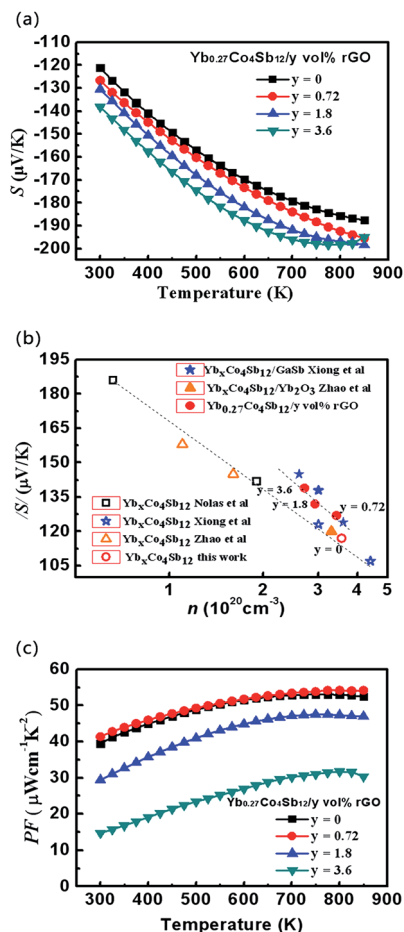 (a)
Yb0.27Co4Sb12/y vol% rGO
y = 0
y = 0.72
y = 1.8
y = 3.6
-110
-120
-130
-140
-150
-160
-170
-180
-190
-200
S (μV/K)
300 400 500 600 700 800 900
Temperature (K)
(b)
YbxCo4Sb12/GaSb Xiong et al
YbxCo4Sb12/Yb2O3 Zhao et al
Yb0.27Co4Sb12/y vol% rGO
195
180
165
150
135
120
105
/S/ (μV/K)
y = 3.6
y = 1.8
y = 0.72
y = 0
YbxCo4Sb12 Nolas et al
YbxCo4Sb12 Xiong et al
YbxCo4Sb12 Zhao et al
YbxCo4Sb12 this work
1 2 3 4
n (10²⁰cm⁻³)
(c)
60
50
40
30
20
10
0
PF ( μWcm⁻¹K⁻²)
Yb0.27Co4Sb12/y vol% rGO
y = 0
y = 0.72
y = 1.8
y = 3.6
300 400 500 600 700 800 900
Temperature (K)